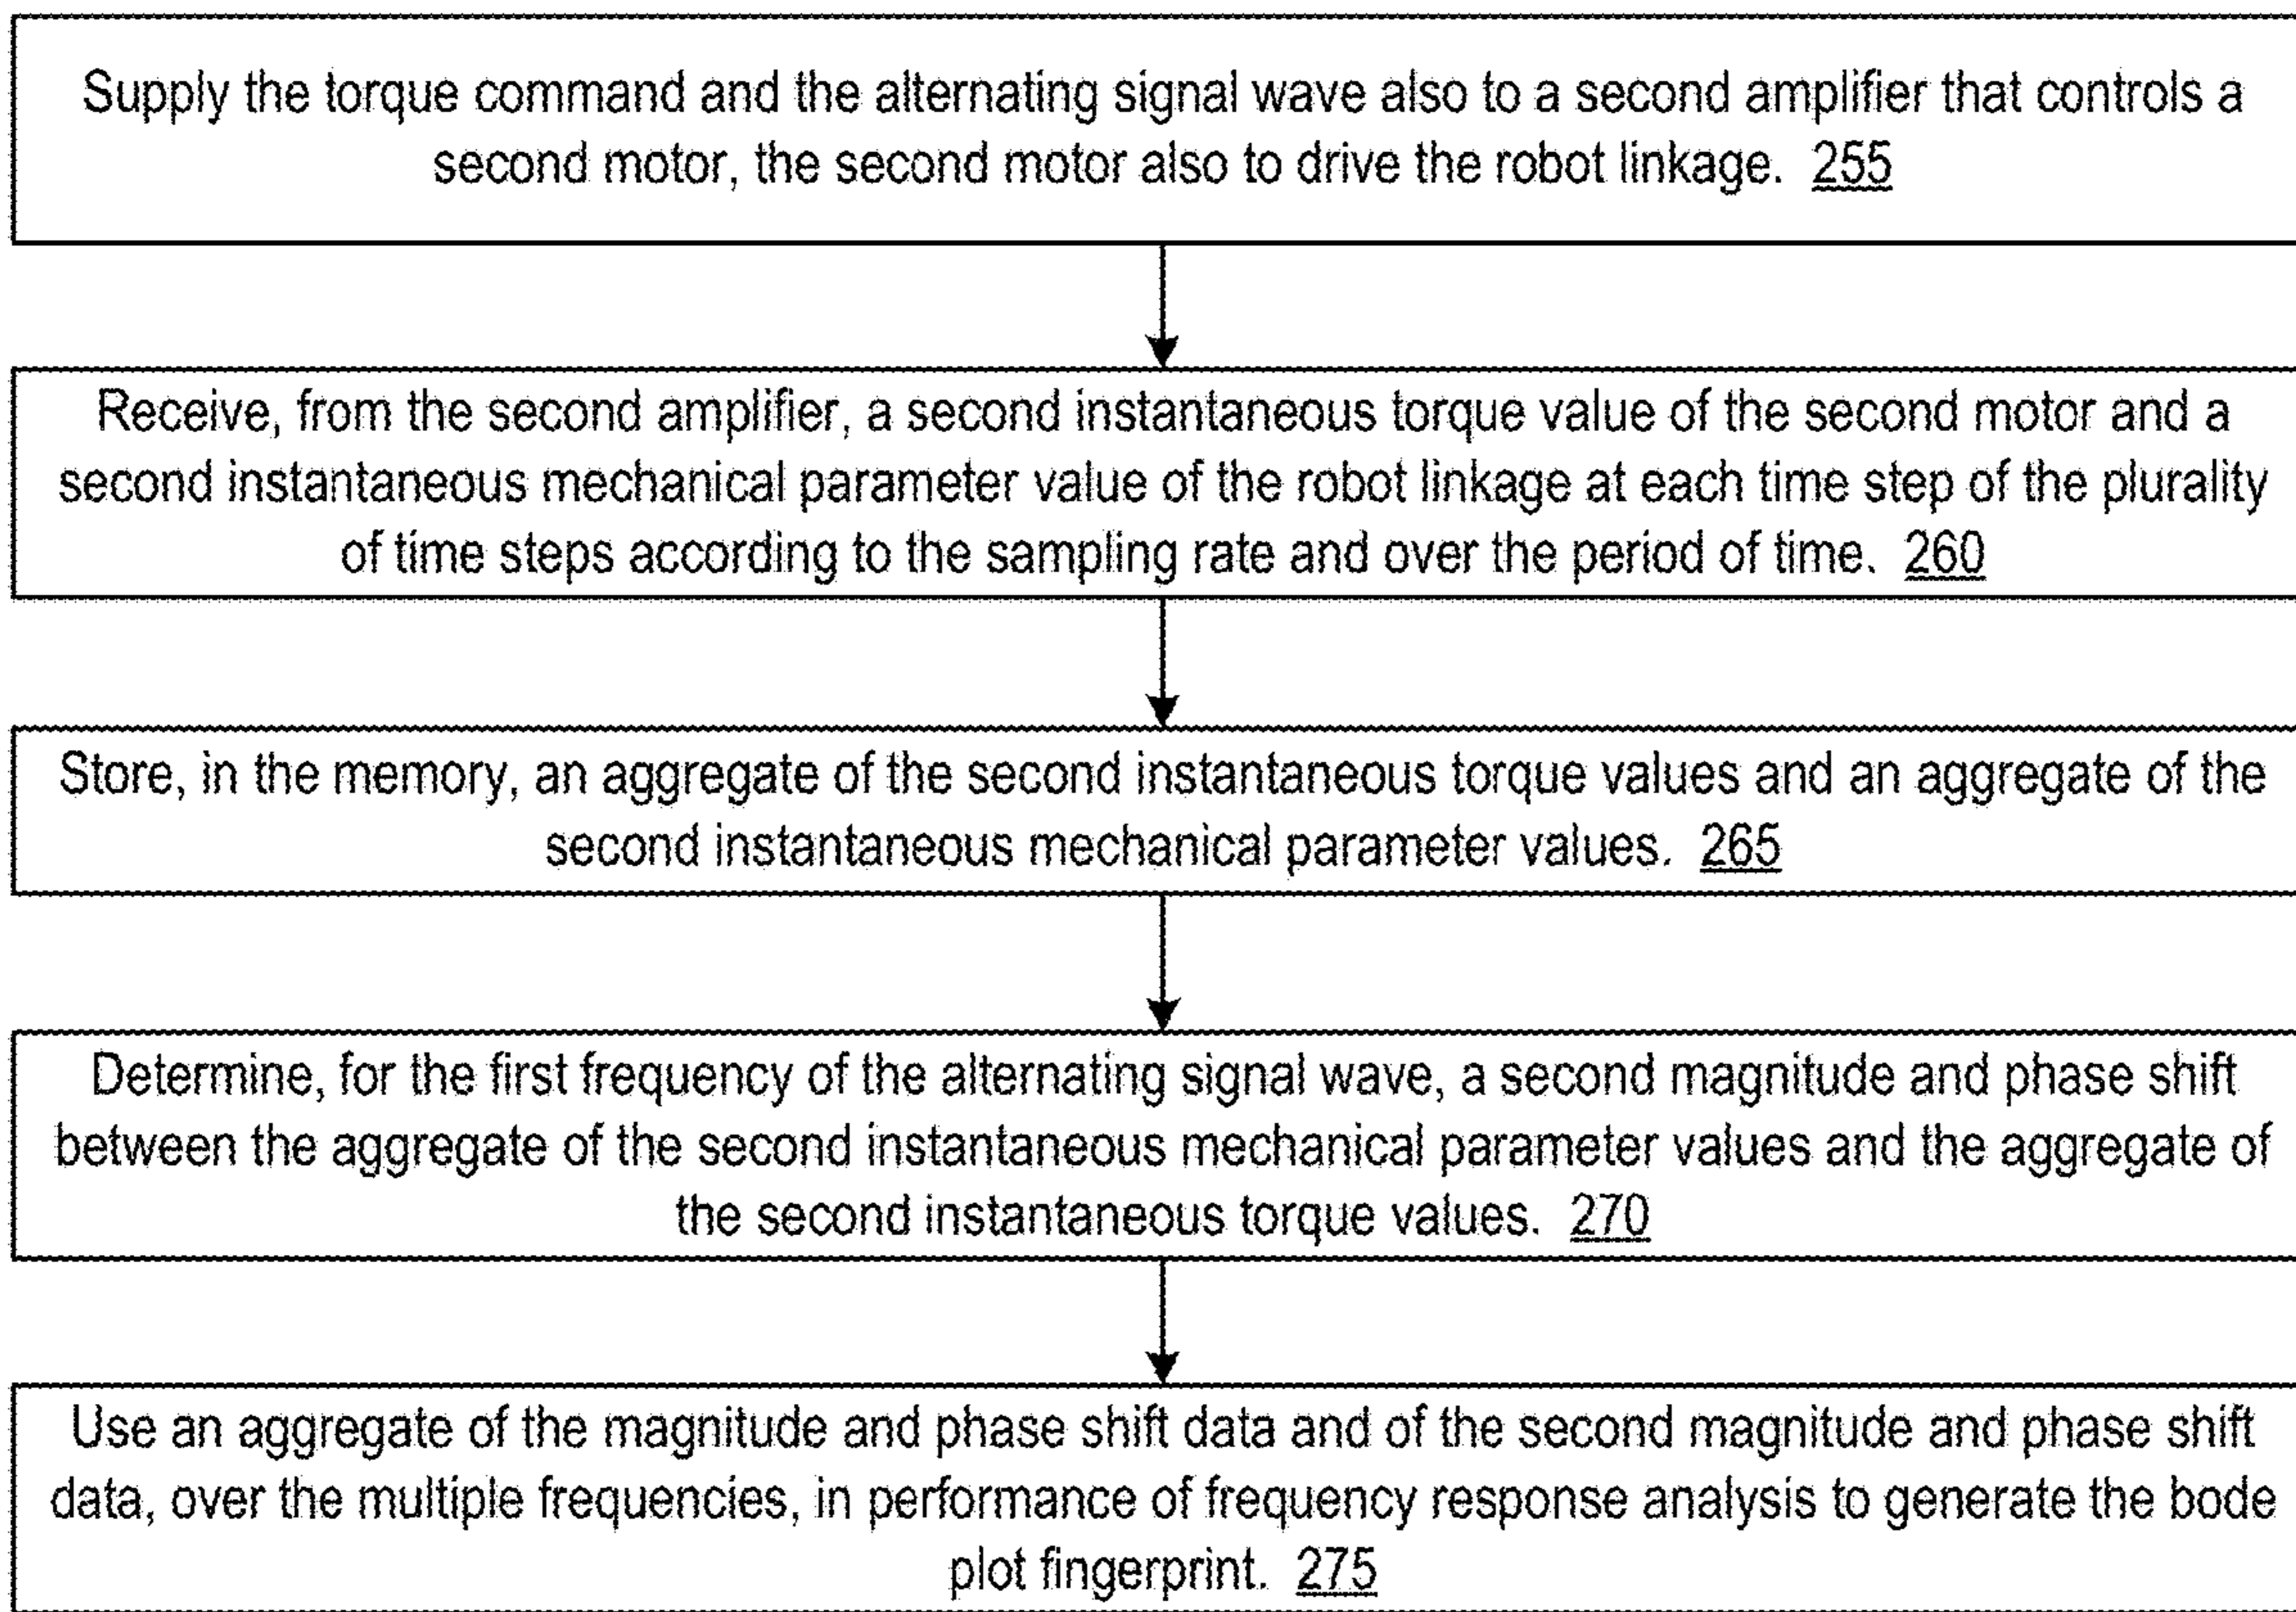 Supply the torque command and the alternating signal wave also to a second amplifier that controls a
second motor, the second motor also to drive the robot linkage. 255
Receive, from the second amplifier, a second instantaneous torque value of the second motor and a
second instantaneous mechanical parameter value of the robot linkage at each time step of the plurality
of time steps according to the sampling rate and over the period of time. 260
Store, in the memory, an aggregate of the second instantaneous torque values and an aggregate of the
second instantaneous mechanical parameter values. 265
Determine, for the first frequency of the alternating signal wave, a second magnitude and phase shift
between the aggregate of the second instantaneous mechanical parameter values and the aggregate of
the second instantaneous torque values. 270
Use an aggregate of the magnitude and phase shift data and of the second magnitude and phase shift
data, over the multiple frequencies, in performance of frequency response analysis to generate the bode
plot fingerprint. 275